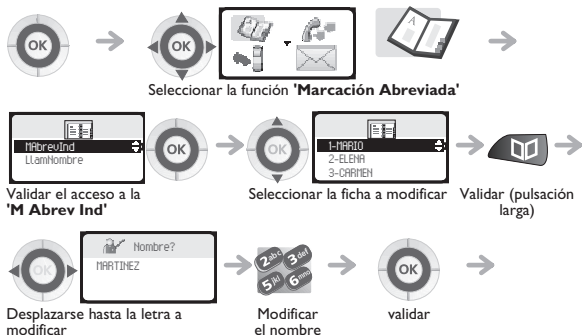 OK
OK
A
Seleccionar la función 'Marcación Abreviada'
MAbrevInd
LlamNombre
OK
OK
1-MARIO
2-ELENA
3-CARMEN
Validar el acceso a la
'M Abrev Ind'
Seleccionar la ficha a modificar
Validar (pulsación
larga)
OK
Nombre?
MARTINEZ
2abc 3def
5jkl 6mno
OK
Desplazarse hasta la letra a
modificar
Modificar
el nombre
validar